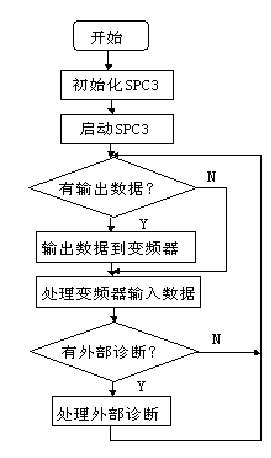 开始
初始化SPC3
启动SPC3
有输出数据?
N
Y
输出数据到变频器
处理变频器输入数据
有外部诊断?
N
Y
处理外部诊断